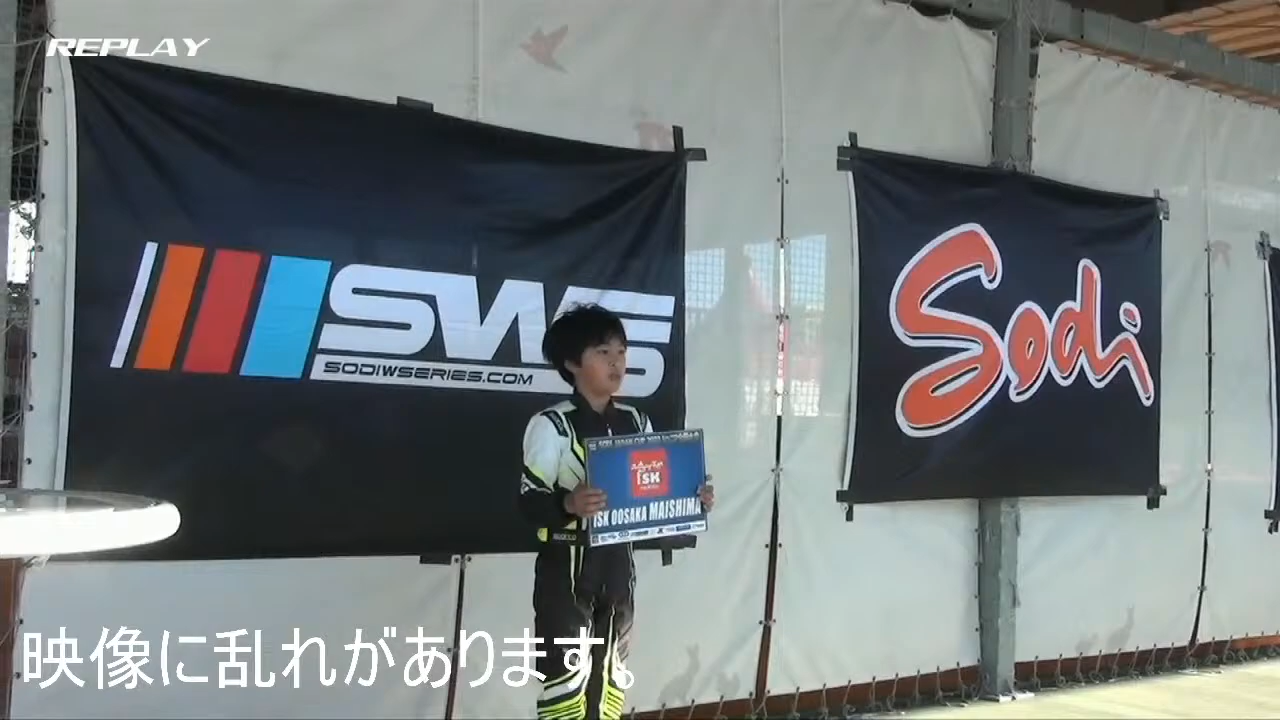 REPLAY
SWS
SODIWSERIES.COM
Sodi
iSK
ISK OOSAKA MAISHIMA
映像に乱れがあります。